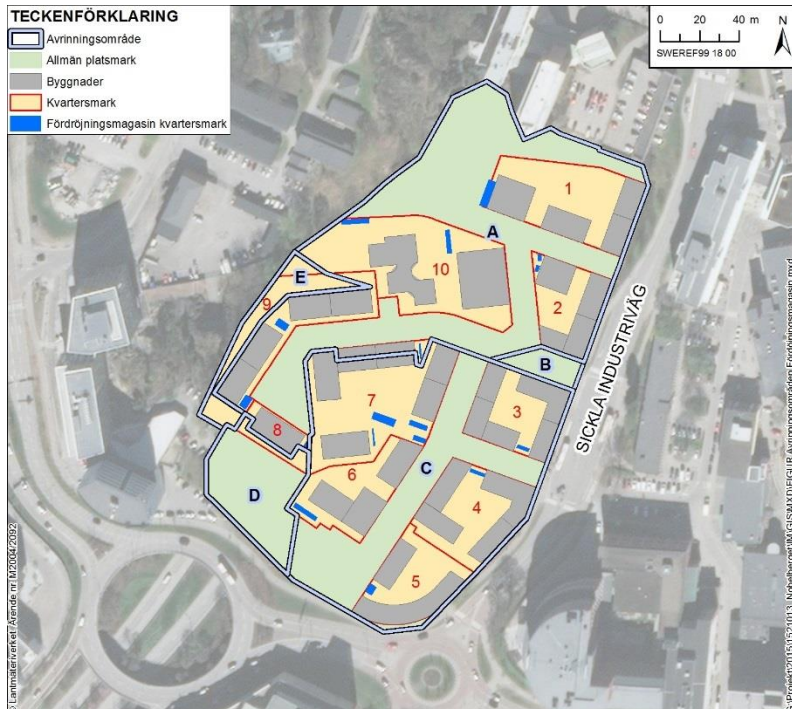 TECKENFÖRKLARING
Avrinningsområde
Allmän platsmark
Byggnader
Kvartersmark
Fördröjningsmagasin kvartersmark
0 20 40 m
N
SWEREF99 18 00
1
A
10
E
2
9
B
7
3
8
C
6
D
4
5
SICKLA INDUSTRIVÄG
© Lantmäteriverket Ärende nr M2004/2092